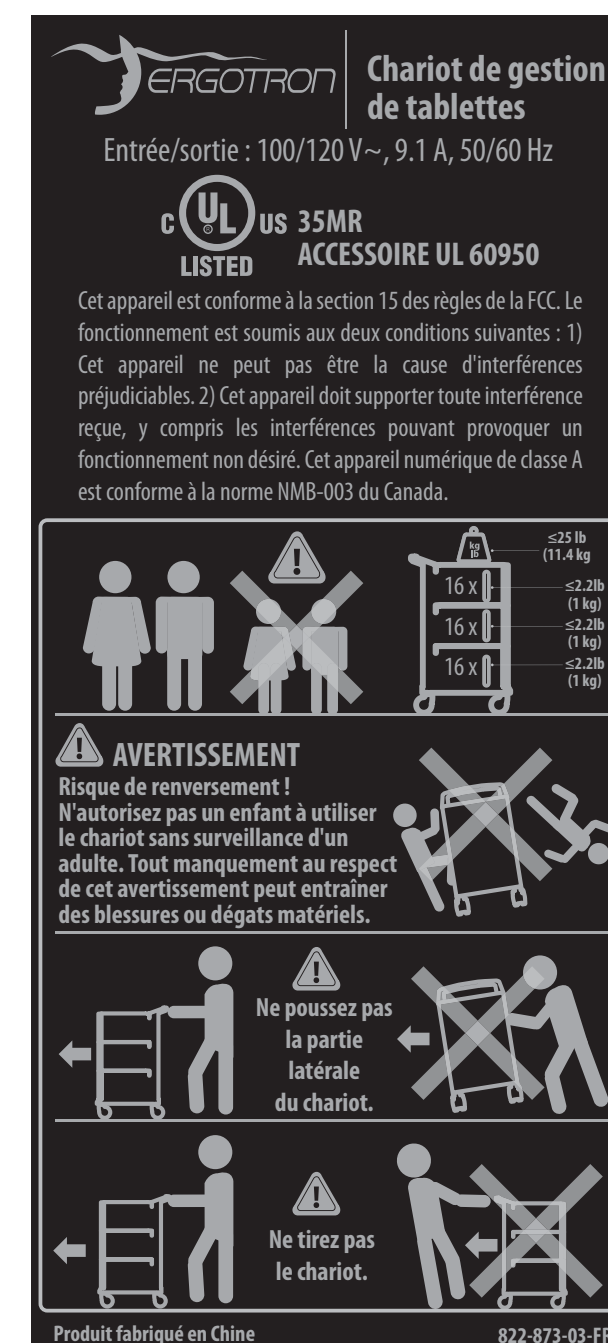 ERGOTRON
Chariot de gestion
de tablettes
Entrée/sortie : 100/120 V~, 9.1 A, 50/60 Hz
C UL US
LISTED
35MR
ACCESSOIRE UL 60950
Cet appareil est conforme à la section 15 des règles de la FCC. Le
fonctionnement est soumis aux deux conditions suivantes : 1)
Cet appareil ne peut pas être la cause d'interférences
préjudiciables. 2) Cet appareil doit supporter toute interférence
reçue, y compris les interférences pouvant provoquer un
fonctionnement non désiré. Cet appareil numérique de classe A
est conforme à la norme NMB-003 du Canada.
kg
lb
≤25 lb
(11.4 kg
16 x
≤2.2lb
(1 kg)
16 x
≤2.2lb
(1 kg)
16 x
≤2.2lb
(1 kg)
AVERTISSEMENT
Risque de renversement !
N'autorisez pas un enfant à utiliser
le chariot sans surveillance d'un
adulte. Tout manquement au respect
de cet avertissement peut entraîner
des blessures ou dégats matériels.
Ne poussez pas
la partie
latérale
du chariot.
Ne tirez pas
le chariot.
Produit fabriqué en Chine
822-873-03-FR